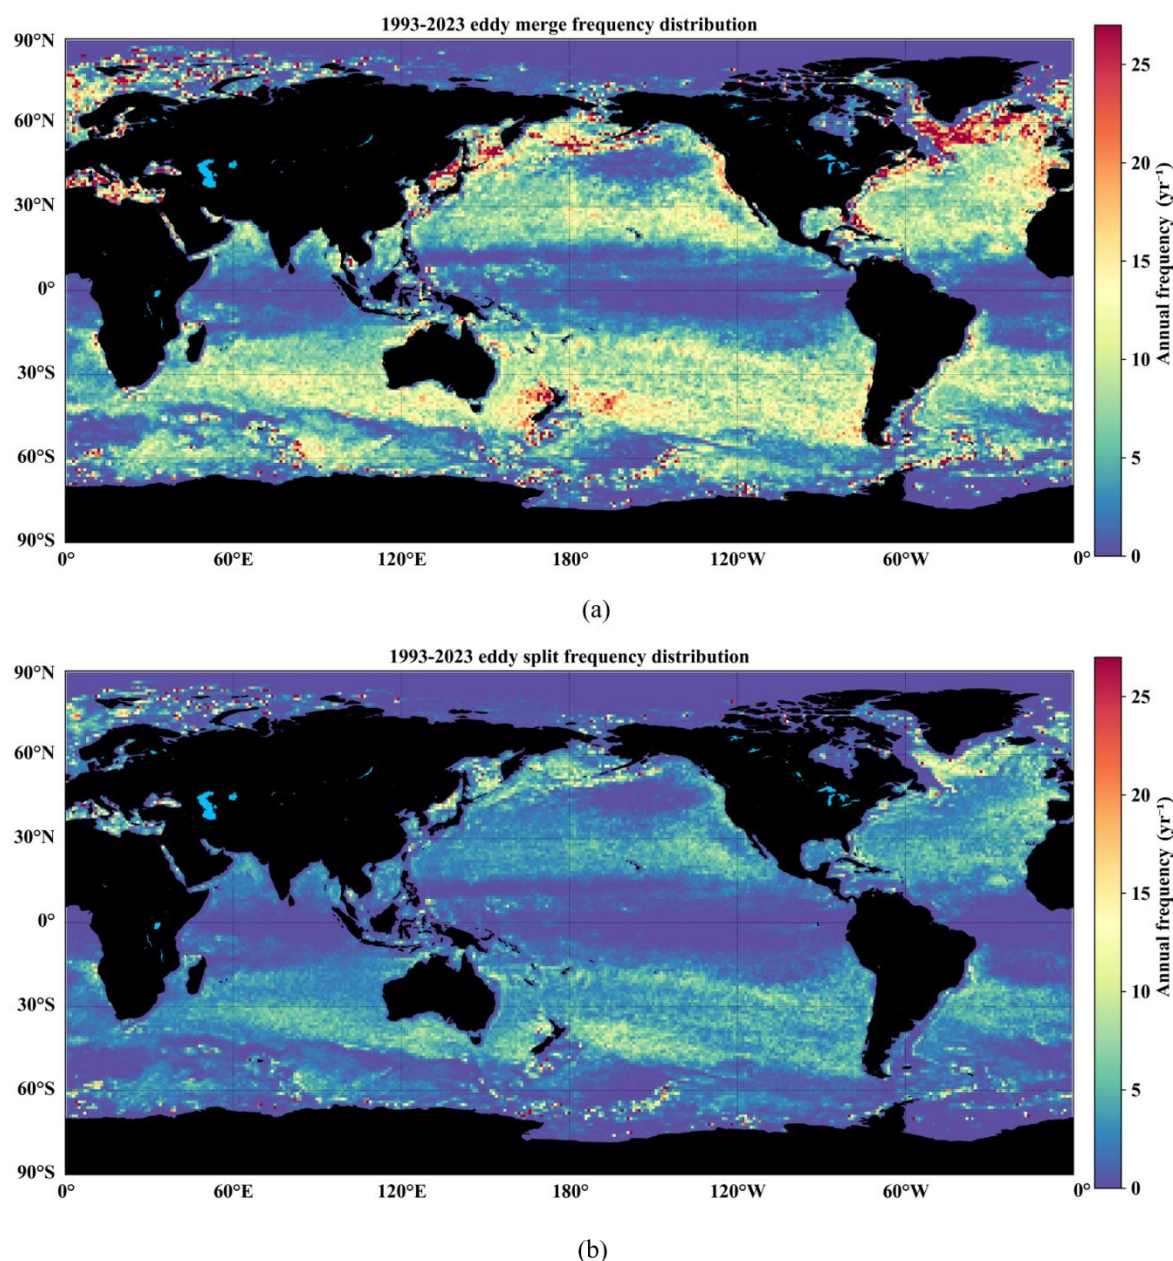 1993-2023 eddy merge frequency distribution
90°N
60°N
30°N
0°
30°S
60°S
90°S
0° 60°E 120°E 180° 120°W 60°W 0°
25
20
15
10
5
0
Annual frequency (yr⁻¹)
(a)
1993-2023 eddy split frequency distribution
90°N
60°N
30°N
0°
30°S
60°S
90°S
0° 60°E 120°E 180° 120°W 60°W 0°
25
20
15
10
5
0
Annual frequency (yr⁻¹)
(b)